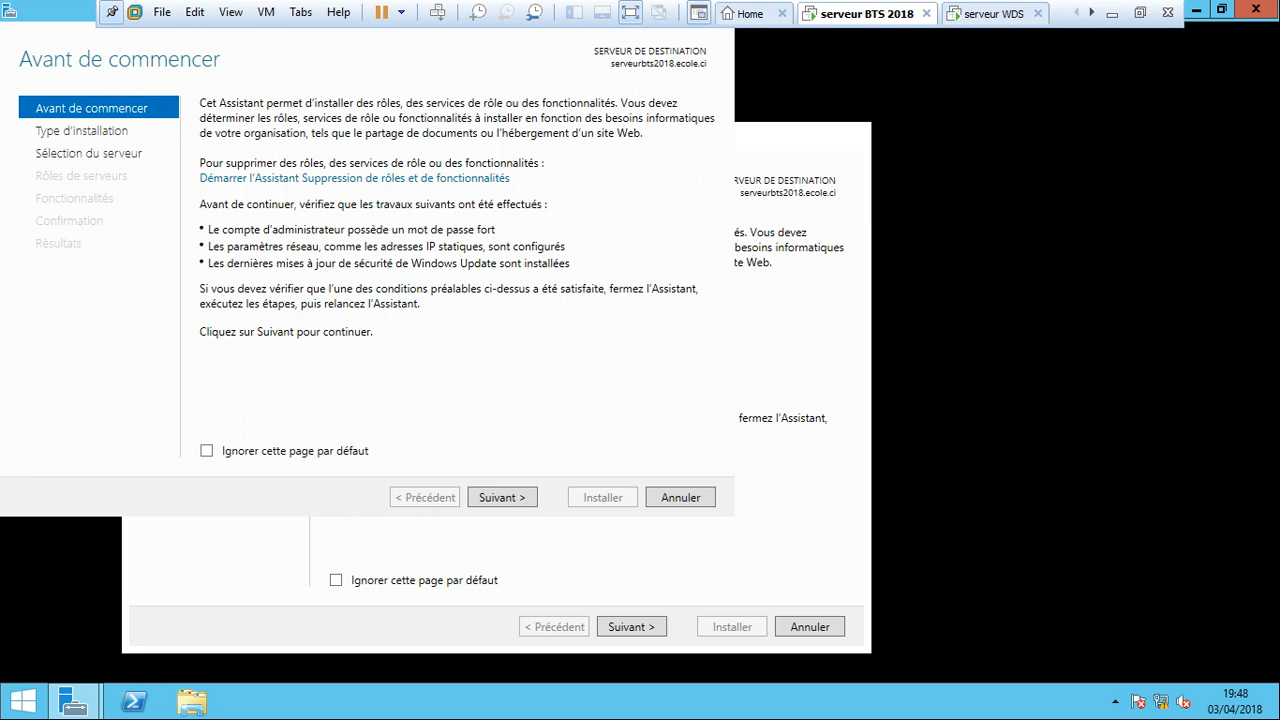 File Edit View VM Tabs Help
Home
serveur BTS 2018
serveur WDS
Avant de commencer
SERVEUR DE DESTINATION
serveurbts2018.ecole.ci
Avant de commencer
Type d'installation
Sélection du serveur
Rôles de serveurs
Fonctionnalités
Confirmation
Résultats
Cet Assistant permet d'installer des rôles, des services de rôle ou des fonctionnalités. Vous devez
déterminer les rôles, services de rôle ou fonctionnalités à installer en fonction des besoins informatiques
de votre organisation, tels que le partage de documents ou l'hébergement d'un site Web.
Pour supprimer des rôles, des services de rôle ou des fonctionnalités :
Démarrer l'Assistant Suppression de rôles et de fonctionnalités
Avant de continuer, vérifiez que les travaux suivants ont été effectués :
• Le compte d'administrateur possède un mot de passe fort
• Les paramètres réseau, comme les adresses IP statiques, sont configurés
• Les dernières mises à jour de sécurité de Windows Update sont installées
Si vous devez vérifier que l'une des conditions préalables ci-dessus a été satisfaite, fermez l'Assistant,
exécutez les étapes, puis relancez l'Assistant.
Cliquez sur Suivant pour continuer.
Ignorer cette page par défaut
< Précédent
Suivant >
Installer
Annuler
RVEUR DE DESTINATION
serveurbts2018.ecole.ci
és. Vous devez
besoins informatiques
te Web.
fermez l'Assistant,
Ignorer cette page par défaut
< Précédent
Suivant >
Installer
Annuler
19:48
03/04/2018